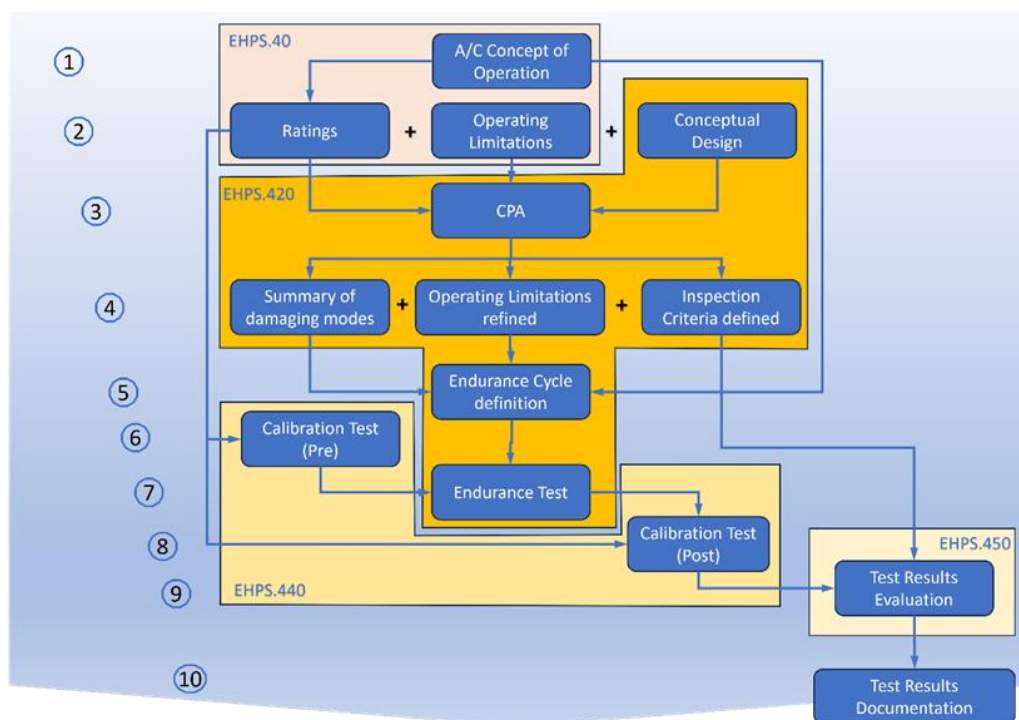 EHPS.40
①
A/C Concept of
Operation
②
Ratings
+
Operating
Limitations
+
Conceptual
Design
EHPS.420
③
CPA
④
Summary of
damaging modes
+
Operating Limitations
refined
+
Inspection
Criteria defined
⑤
Endurance Cycle
definition
⑥
Calibration Test
(Pre)
⑦
Endurance Test
⑧
Calibration Test
(Post)
EHPS.450
⑨
EHPS.440
Test Results
Evaluation
⑩
Test Results
Documentation